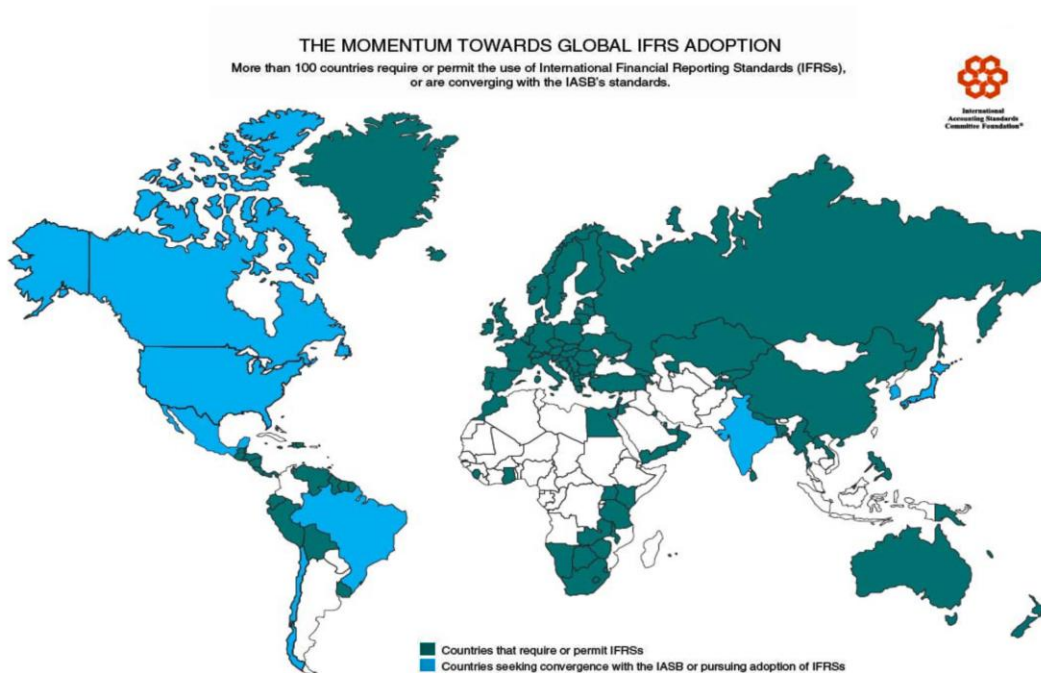 THE MOMENTUM TOWARDS GLOBAL IFRS ADOPTION
More than 100 countries require or permit the use of International Financial Reporting Standards (IFRSs),
or are converging with the IASB's standards.
International
Accounting Standards
Committee Foundation®
Countries that require or permit IFRSs
Countries seeking convergence with the IASB or pursuing adoption of IFRSs